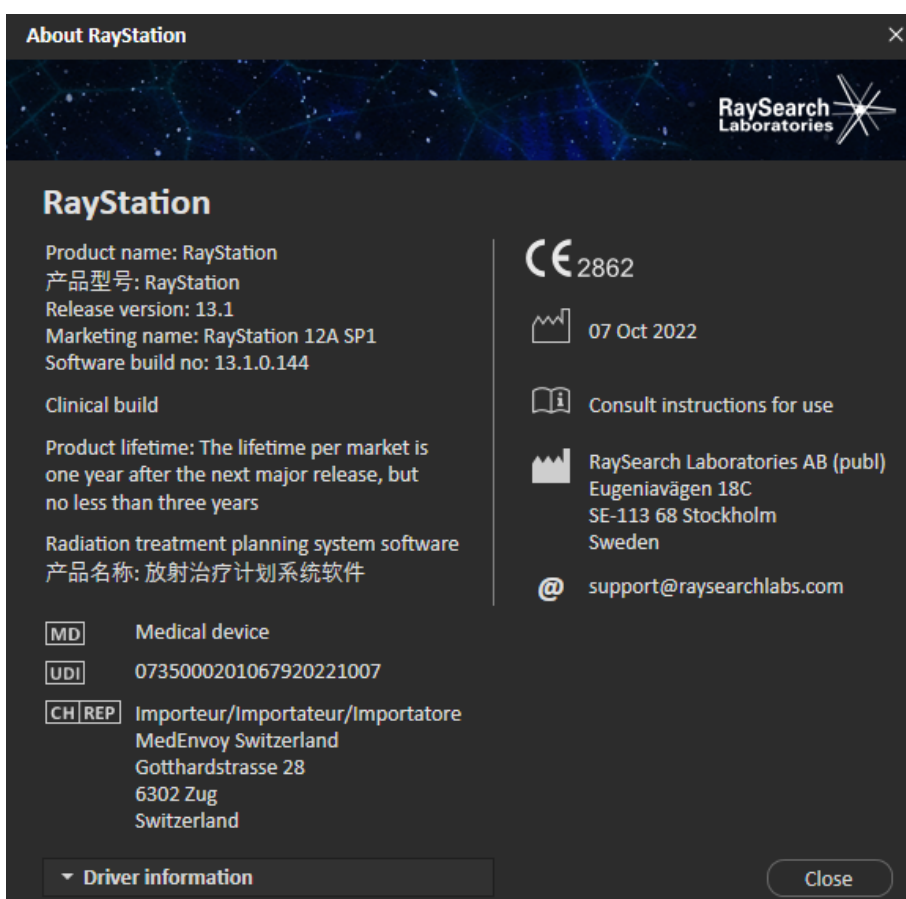 About RayStation
RaySearch
Laboratories
RayStation
Product name: RayStation
产品型号: RayStation
Release version: 13.1
Marketing name: RayStation 12A SP1
Software build no: 13.1.0.144
Clinical build
Product lifetime: The lifetime per market is
one year after the next major release, but
no less than three years
Radiation treatment planning system software
产品名称: 放射治疗计划系统软件
MD Medical device
UDI 0735000201067920221007
CH REP Importeur/Importateur/Importatore
MedEnvoy Switzerland
Gotthardstrasse 28
6302 Zug
Switzerland
CE 2862
07 Oct 2022
Consult instructions for use
RaySearch Laboratories AB (publ)
Eugeniavägen 18C
SE-113 68 Stockholm
Sweden
@ support@raysearchlabs.com
Driver information
Close